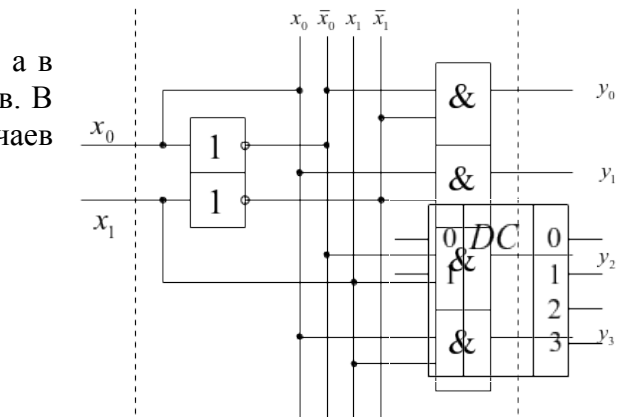 x₀ x̄₀ x₁ x̄₁
а в
в. В
чаев
x₀
x₁
1
1
&
&
&
&
y₀
y₁
y₂
y₃
0 DC 0
1 1
2
3